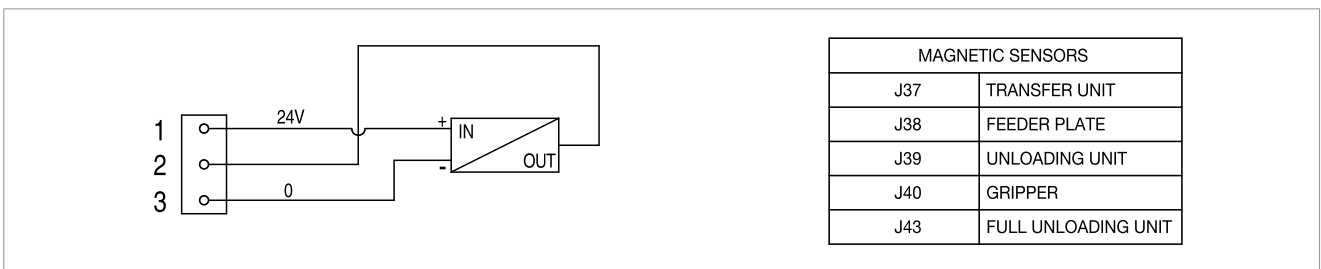 1
24V
+
IN
2
-
OUT
3
0
MAGNETIC SENSORS
J37 TRANSFER UNIT
J38 FEEDER PLATE
J39 UNLOADING UNIT
J40 GRIPPER
J43 FULL UNLOADING UNIT